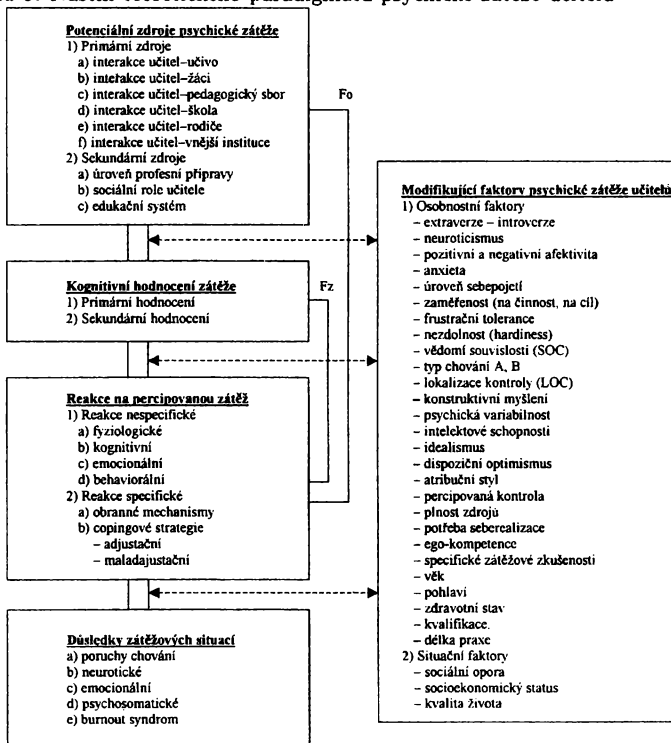 Potenciální zdroje psychické zátěže
1) Primární zdroje
a) interakce učitel–učivo
b) interakce učitel–žáci
c) interakce učitel–pedagogický sbor
d) interakce učitel–škola
e) interakce učitel–rodiče
f) interakce učitel–vnější instituce
2) Sekundární zdroje
a) úroveň profesní přípravy
b) sociální role učitele
c) edukační systém
Fo
Kognitivní hodnocení zátěže
1) Primární hodnocení
2) Sekundární hodnocení
Fz
Reakce na percipovanou zátěž
1) Reakce nespecifické
a) fyziologické
b) kognitivní
c) emocionální
d) behaviorální
2) Reakce specifické
a) obranné mechanismy
b) copingové strategie
– adjustační
– maladajustační
Důsledky zátěžových situací
a) poruchy chování
b) neurotické
c) emocionální
d) psychosomatické
e) burnout syndrom
Modifikující faktory psychické zátěže učitelů
1) Osobnostní faktory
– extraverze – introverze
– neuroticismus
– pozitivní a negativní afektivita
– anxieta
– úroveň sebepojetí
– zaměřenost (na činnost, na cíl)
– frustrační tolerance
– nezdolnost (hardiness)
– vědomí souvislosti (SOC)
– typ chování A, B
– lokalizace kontroly (LOC)
– konstruktivní myšlení
– psychická variabilnost
– intelektové schopnosti
– idealismus
– dispoziční optimismus
– atribuční styl
– percipovaná kontrola
– plnost zdrojů
– potřeba seberealizace
– ego-kompetence
– specifické zátěžové zkušenosti
– věk
– pohlaví
– zdravotní stav
– kvalifikace.
– délka praxe
2) Situační faktory
– sociální opora
– socioekonomický status
– kvalita života